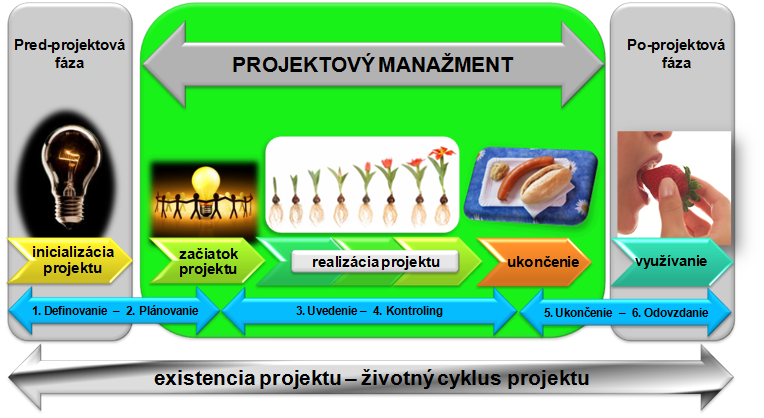 Pred-projektová
fáza
PROJEKTOVÝ MANAŽMENT
Po-projektová
fáza
inicializácia
projektu
začiatok
projektu
realizácia projektu
ukončenie
využívanie
1. Definovanie – 2. Plánovanie
3. Uvedenie – 4. Kontroling
5. Ukončenie – 6. Odovzdanie
existencia projektu – životný cyklus projektu